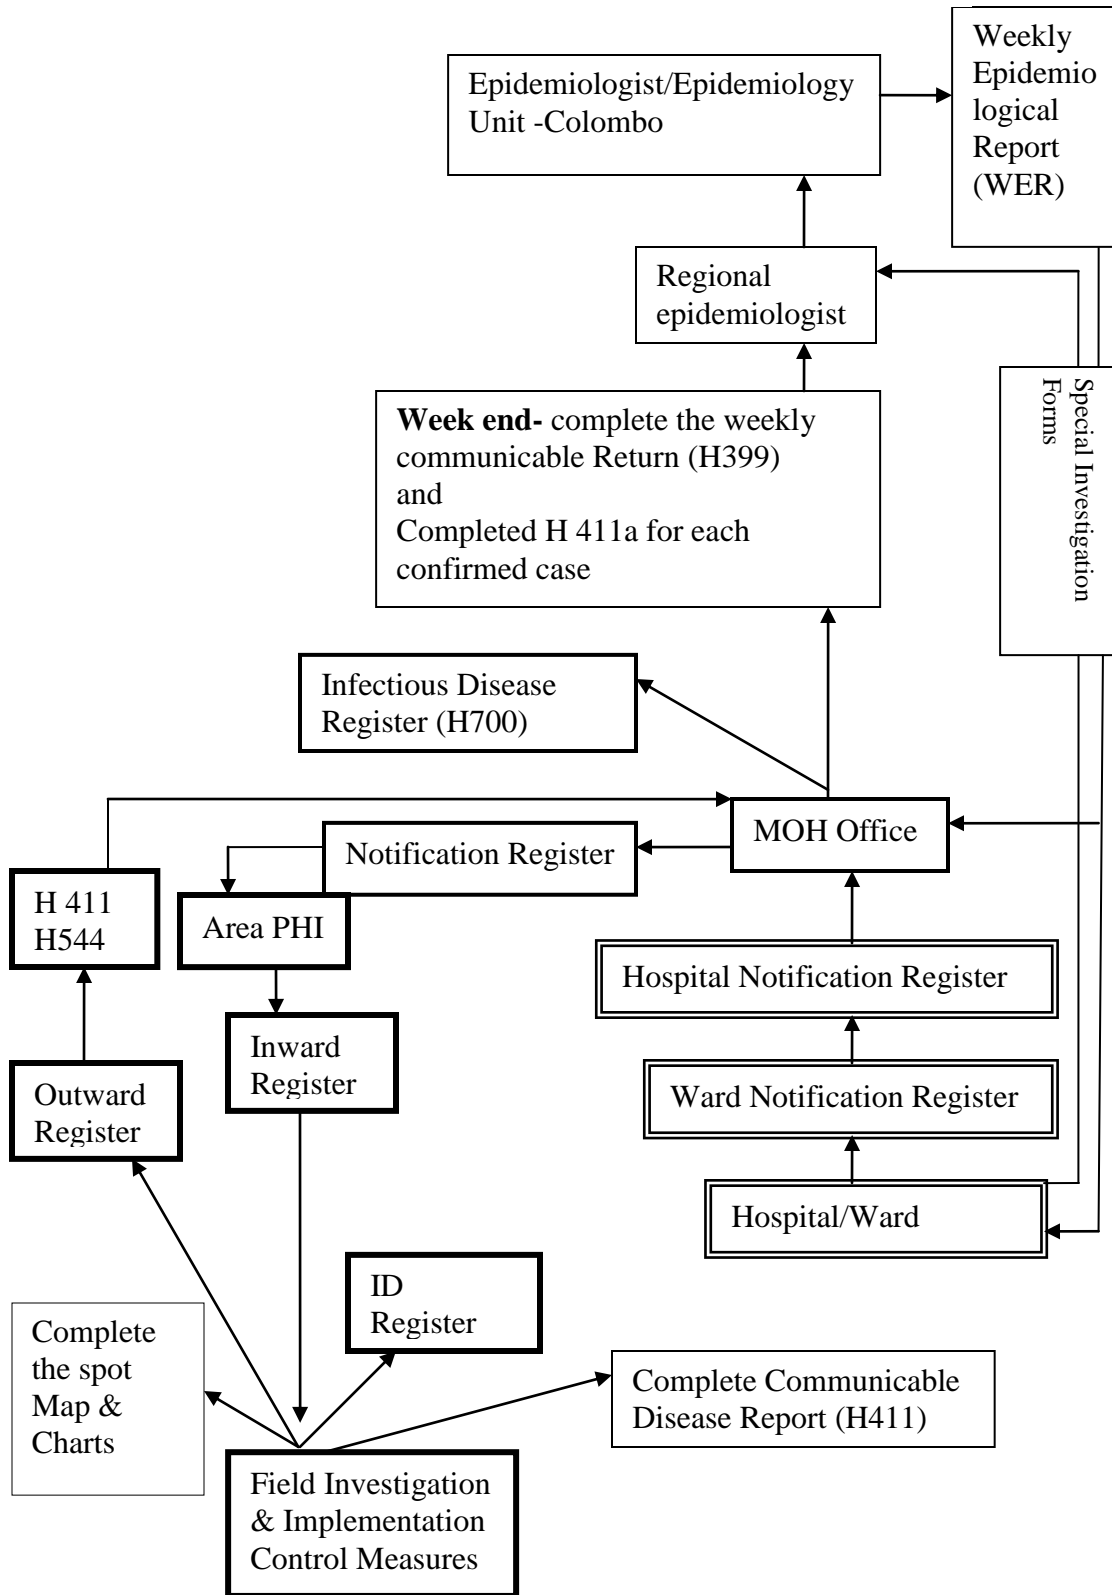 Weekly
Epidemio
logical
Report
(WER)
Epidemiologist/Epidemiology
Unit -Colombo
Regional
epidemiologist
Special Investigation
Forms
Week end- complete the weekly
communicable Return (H399)
and
Completed H 411a for each
confirmed case
Infectious Disease
Register (H700)
MOH Office
Notification Register
H 411
H544
Area PHI
Hospital Notification Register
Inward
Register
Outward
Register
Ward Notification Register
Hospital/Ward
ID
Register
Complete
the spot
Map &
Charts
Complete Communicable
Disease Report (H411)
Field Investigation
& Implementation
Control Measures